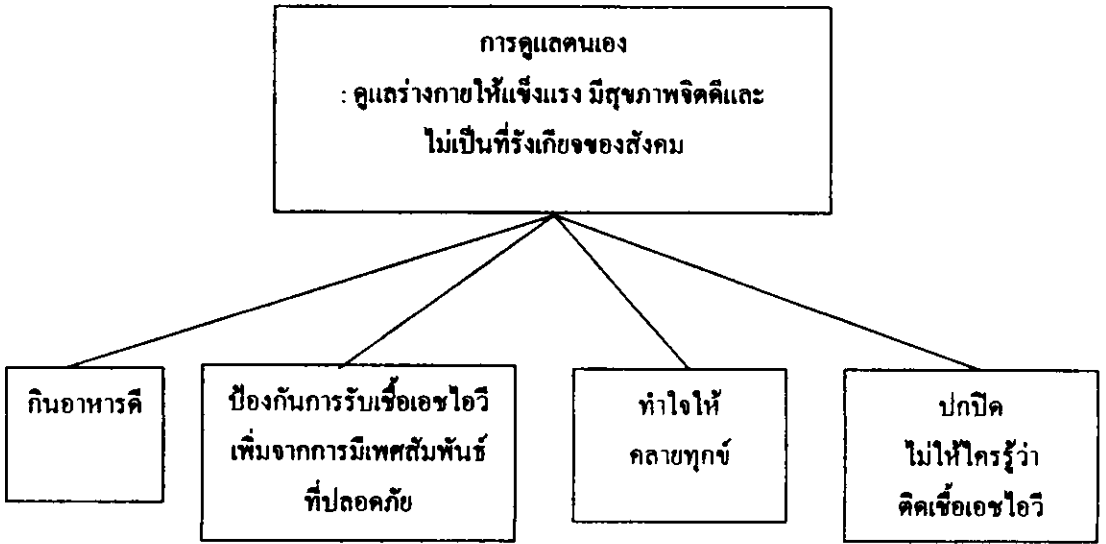 การดูแลตนเอง
: ดูแลร่างกายให้แข็งแรง มีสุขภาพจิตดีและ
ไม่เป็นที่รังเกียจของสังคม
กินอาหารดี
ป้องกันการรับเชื้อเอชไอวี
เพิ่มจากการมีเพศสัมพันธ์
ที่ปลอดภัย
ทำใจให้
คลายทุกข์
ปกปิด
ไม่ให้ใครรู้ว่า
ติดเชื้อเอชไอวี